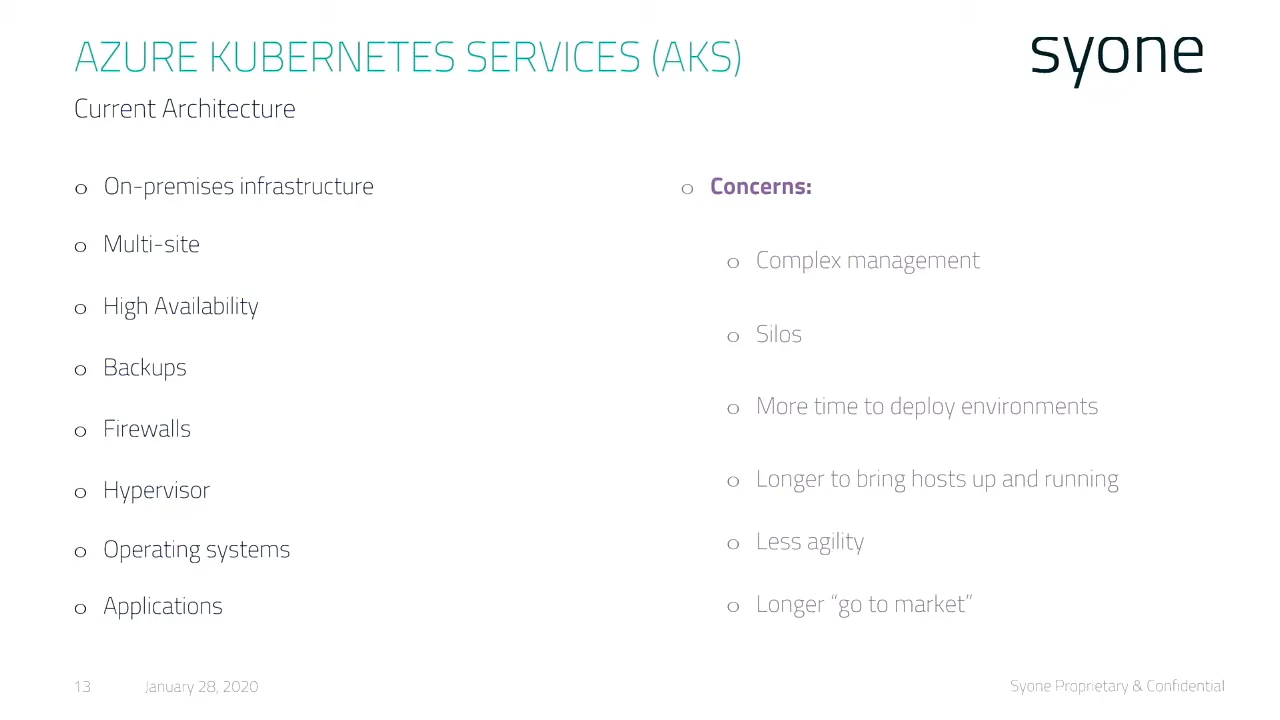 AZURE KUBERNETES SERVICES (AKS)
syone
Current Architecture
o On-premises infrastructure
o Multi-site
o High Availability
o Backups
o Firewalls
o Hypervisor
o Operating systems
o Applications
o Concerns:
o Complex management
o Silos
o More time to deploy environments
o Longer to bring hosts up and running
o Less agility
o Longer “go to market”
13 January 28, 2020
Syone Proprietary & Confidential